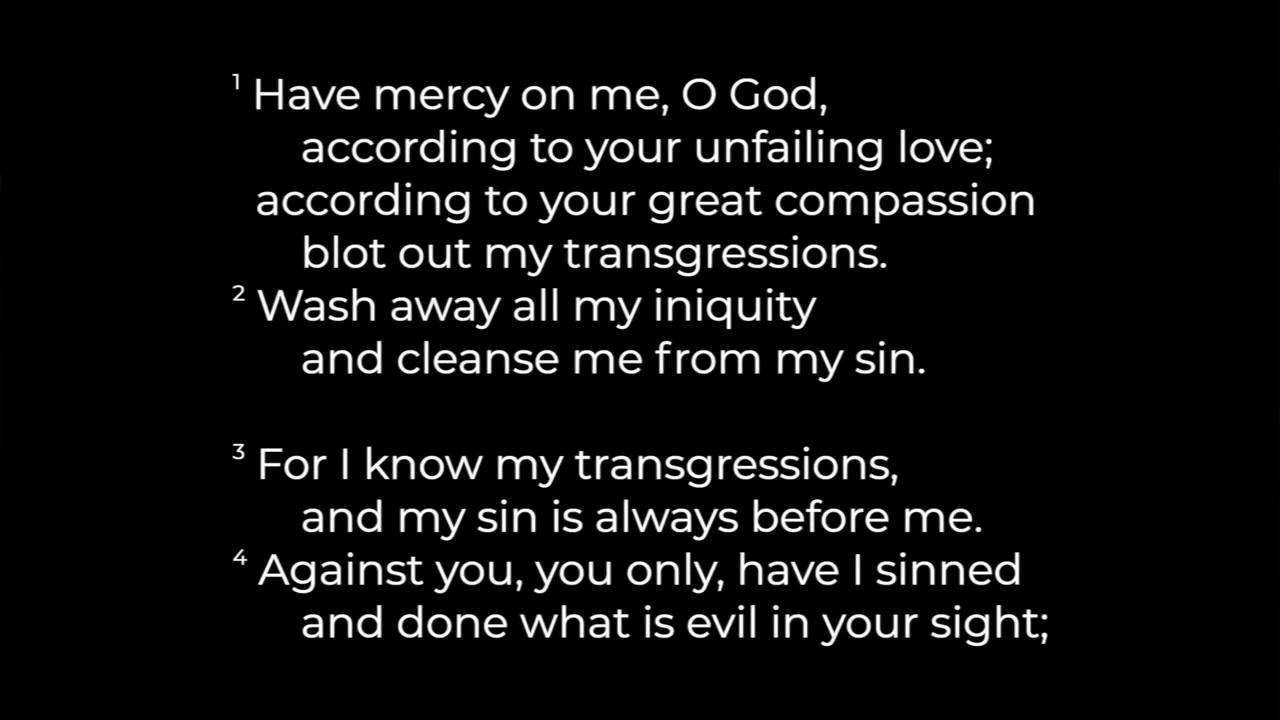 1 Have mercy on me, O God,
according to your unfailing love;
according to your great compassion
blot out my transgressions.
2 Wash away all my iniquity
and cleanse me from my sin.
3 For I know my transgressions,
and my sin is always before me.
4 Against you, you only, have I sinned
and done what is evil in your sight;